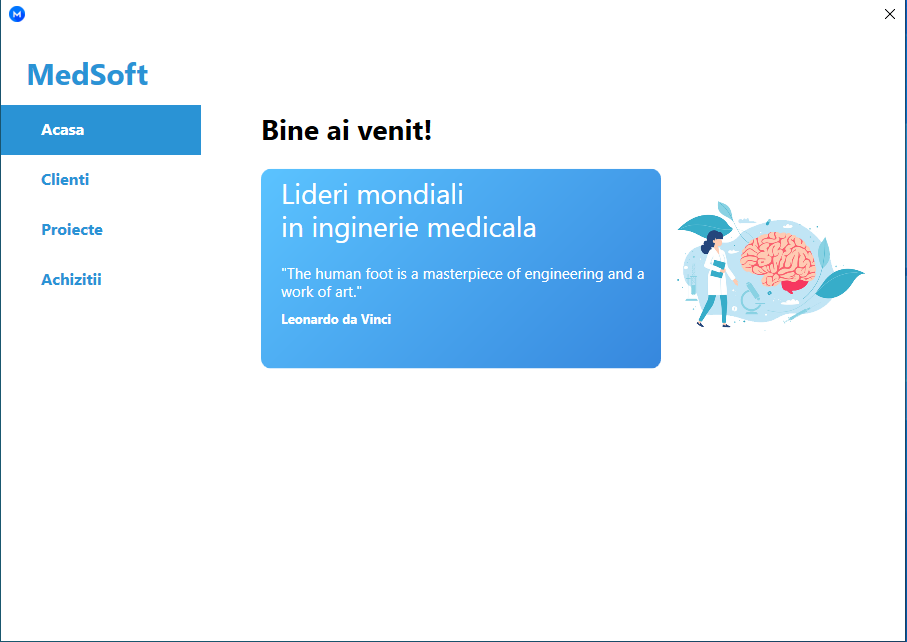 M
MedSoft
Acasa
Clienti
Proiecte
Achizitii
Bine ai venit!
Lideri mondiali
in inginerie medicala
"The human foot is a masterpiece of engineering and a
work of art."
Leonardo da Vinci